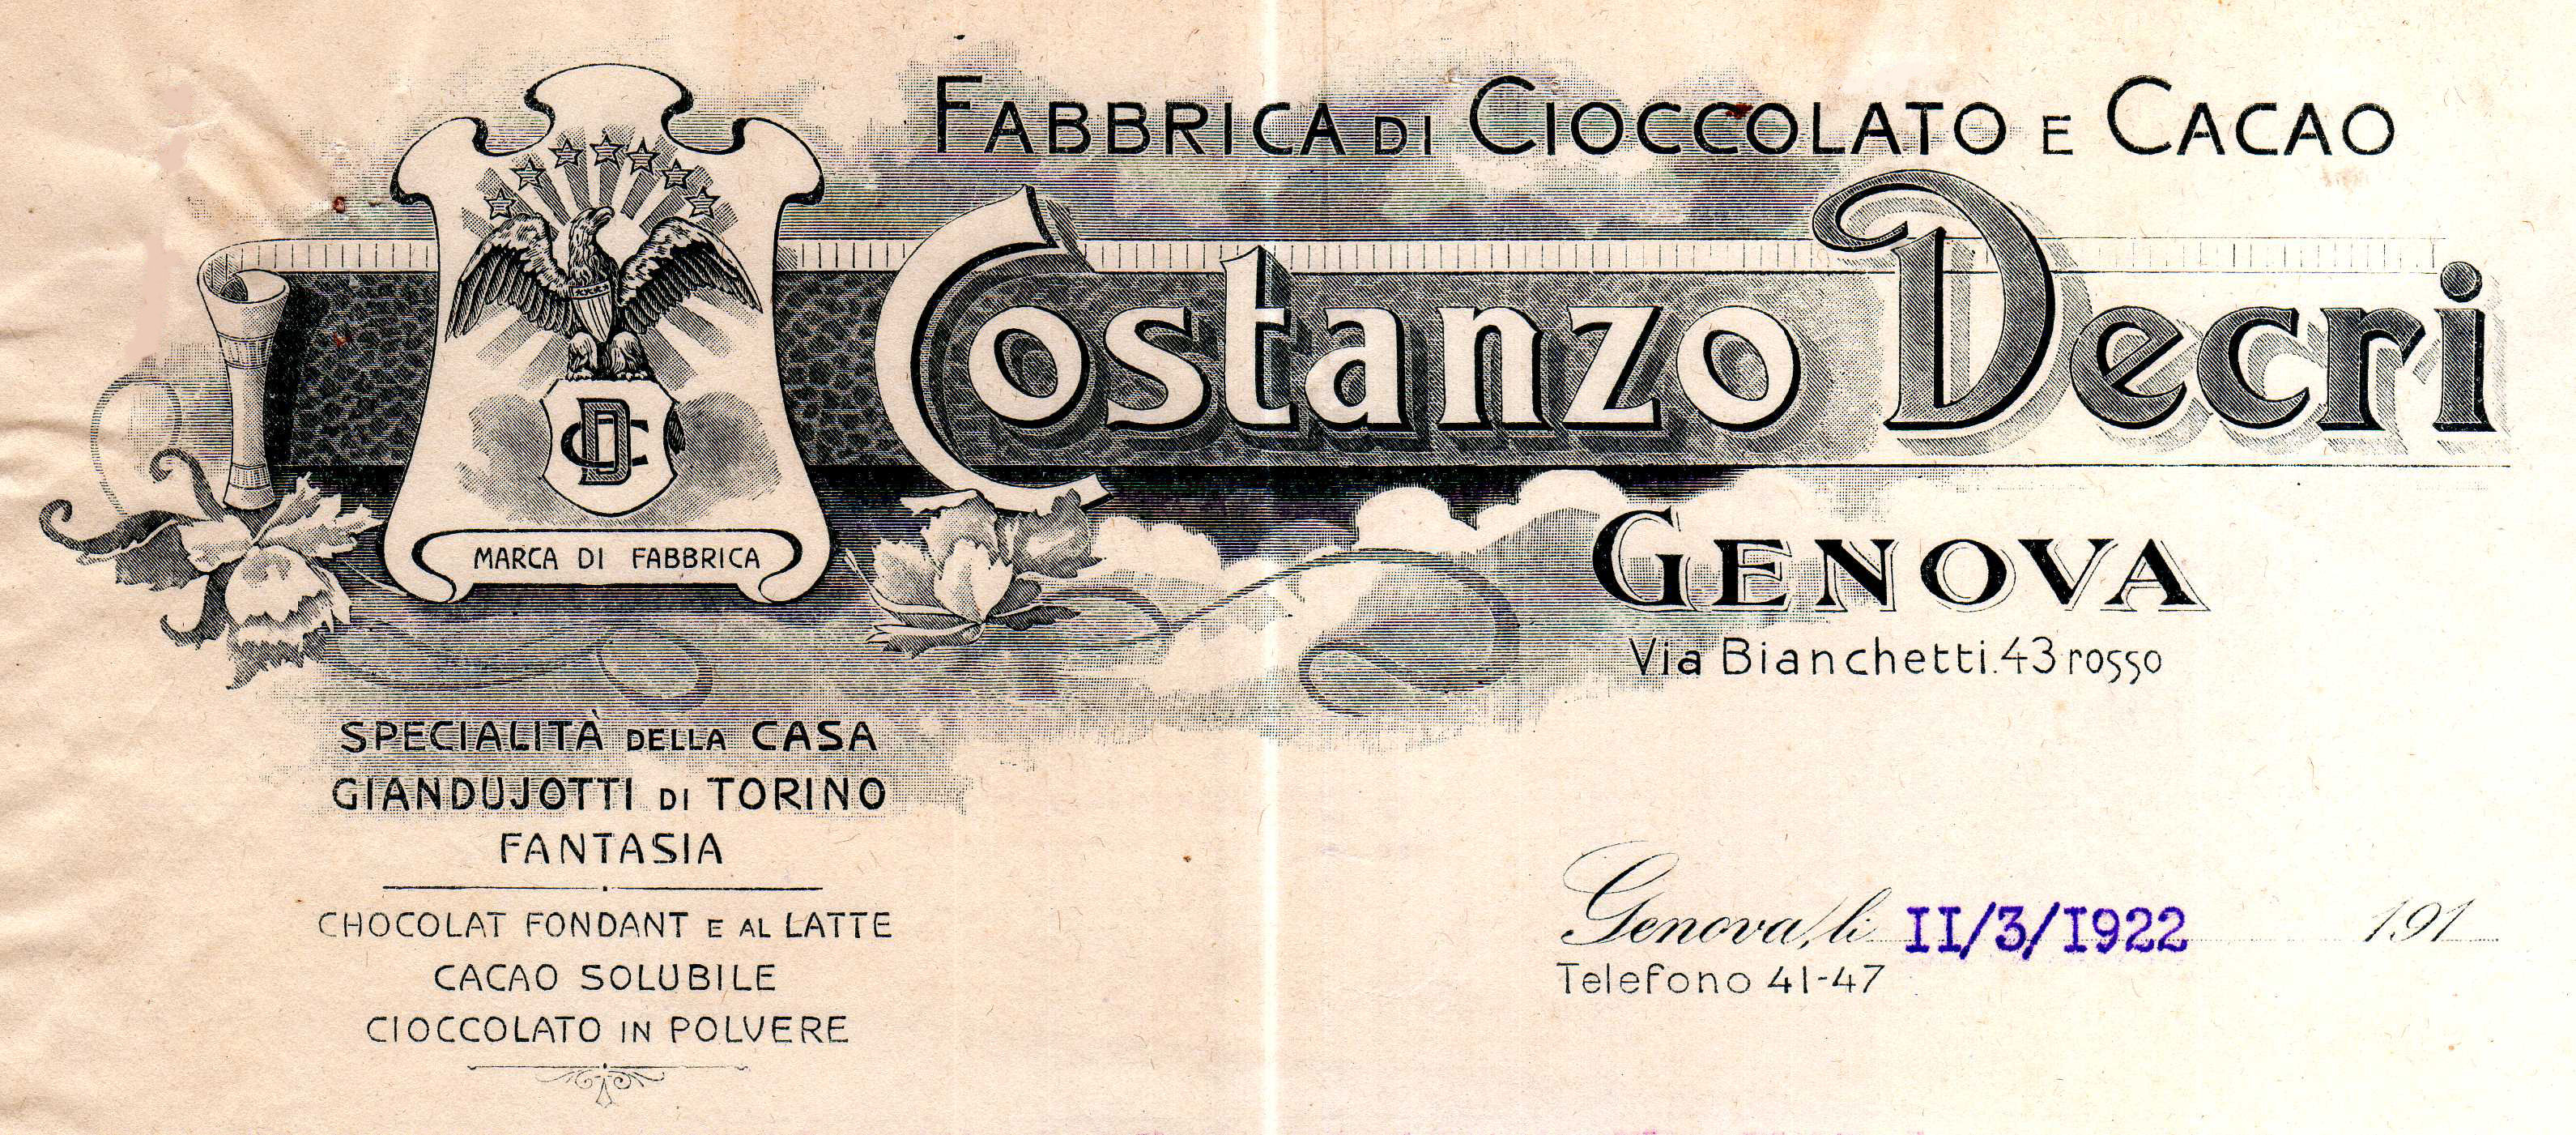 FABBRICA DI CIOCCOLATO E CACAO
Costanzo Decri
DC
MARCA DI FABBRICA
GENOVA
Via Bianchetti. 43 rosso
SPECIALITÀ DELLA CASA
GIANDUJOTTI DI TORINO
FANTASIA
CHOCOLAT FONDANT E AL LATTE
CACAO SOLUBILE
CIOCCOLATO IN POLVERE
Genova, li II/3/I922 191
Telefono 41-47